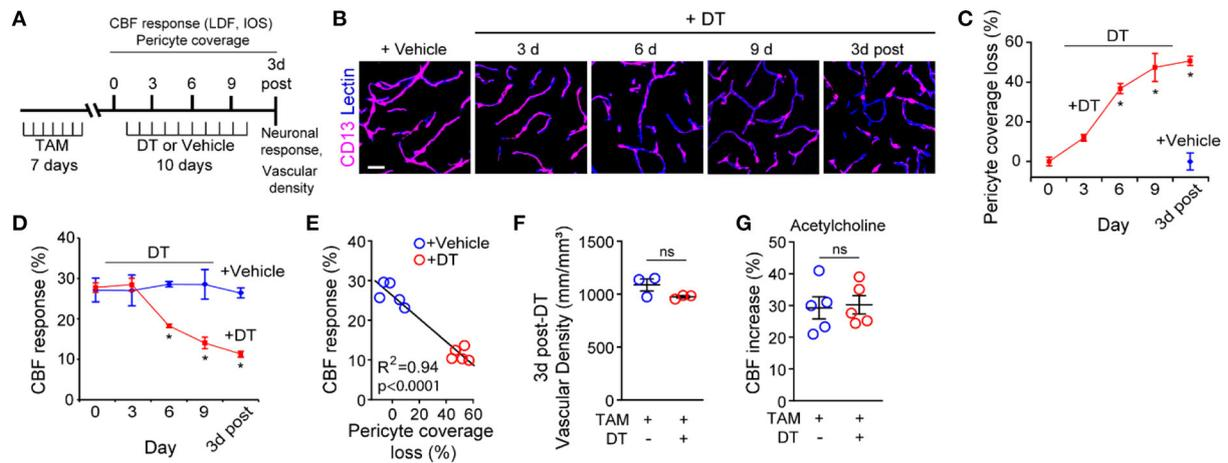 A
CBF response (LDF, IOS)
Pericyte coverage
0 3 6 9 3d
post
TAM
7 days
DT or Vehicle
10 days
Neuronal
response,
Vascular
density
B
+ DT
+ Vehicle 3 d 6 d 9 d 3d post
CD13 Lectin
C
Pericyte coverage loss (%)
60
40
20
0
DT
+DT
* * *
+Vehicle
0 3 6 9 3d post
Day
D
CBF response (%)
40
30
20
10
0
DT
+Vehicle
+DT
* * *
0 3 6 9 3d post
Day
E
CBF response (%)
40
30
20
10
0
+Vehicle
+DT
R²=0.94
p<0.0001
0 20 40 60
Pericyte coverage
loss (%)
F
3d post-DT
Vascular Density (mm/mm³)
1500
1000
500
0
ns
TAM + +
DT - +
G
Acetylcholine
CBF increase (%)
50
40
30
20
10
0
ns
TAM + +
DT - +